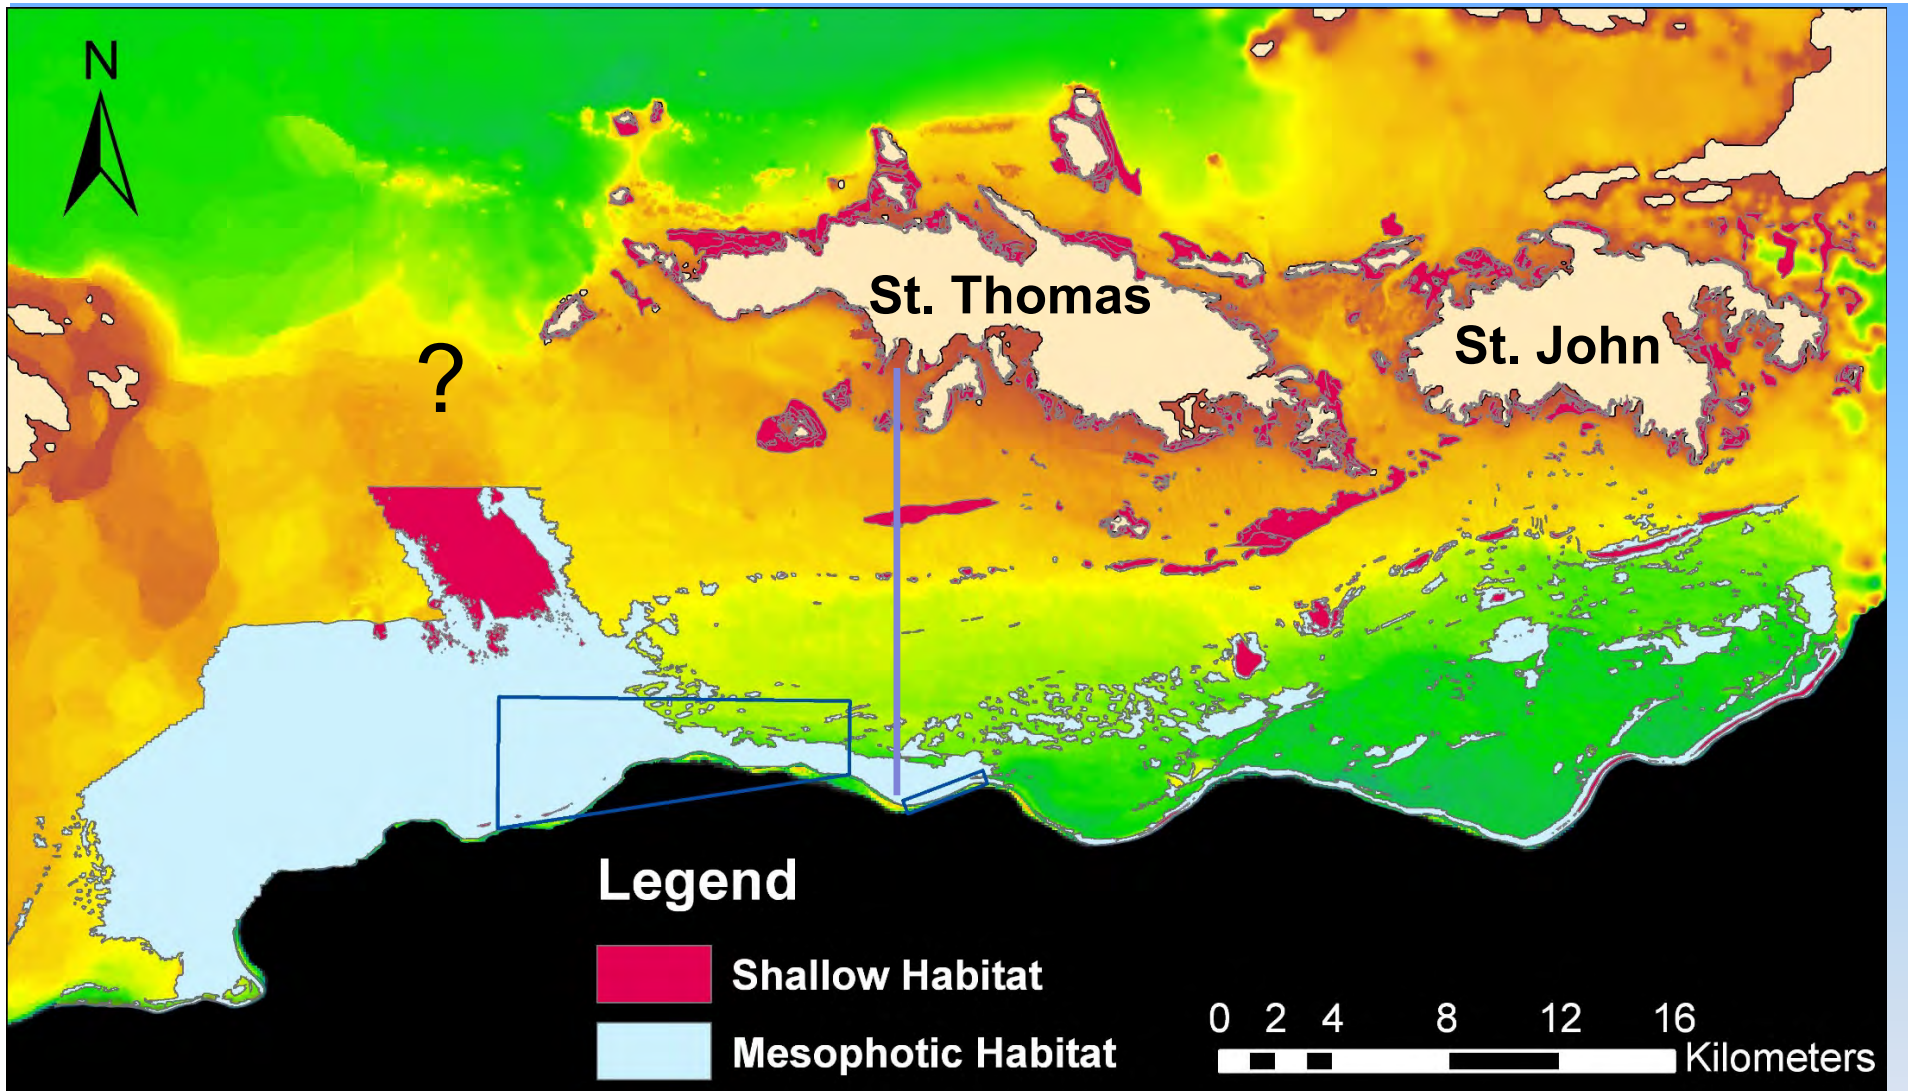 N
St. Thomas
St. John
?
Legend
Shallow Habitat
Mesophotic Habitat
0 2 4 8 12 16
Kilometers